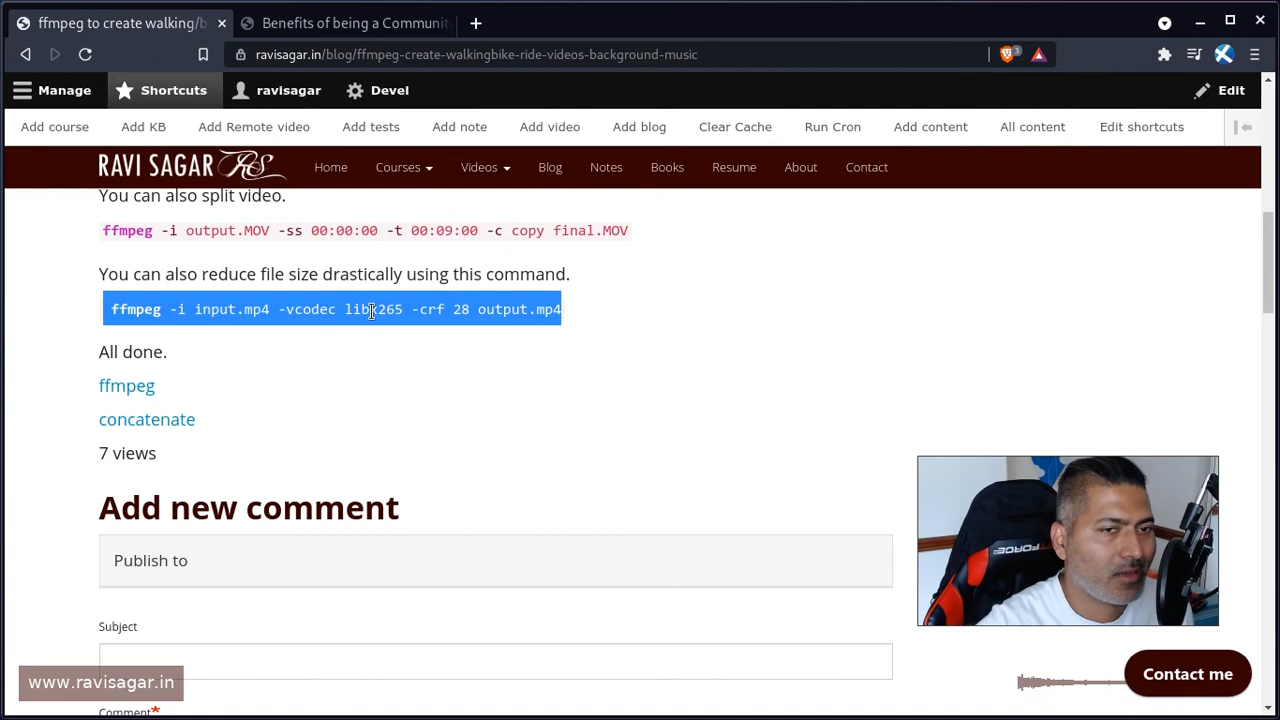 ffmpeg to create walking/b
Benefits of being a Communit
ravisagar.in/blog/ffmpeg-create-walkingbike-ride-videos-background-music
3
Manage
Shortcuts
ravisagar
Devel
Edit
Add course
Add KB
Add Remote video
Add tests
Add note
Add video
Add blog
Clear Cache
Run Cron
Add content
All content
Edit shortcuts
RAVI SAGAR RS
Home
Courses
Videos
Blog
Notes
Books
Resume
About
Contact
You can also split video.
ffmpeg -i output.MOV -ss 00:00:00 -t 00:09:00 -c copy final.MOV
You can also reduce file size drastically using this command.
ffmpeg -i input.mp4 -vcodec libx265 -crf 28 output.mp4
All done.
ffmpeg
concatenate
7 views
Add new comment
Publish to
Subject
Comment*
www.ravisagar.in
Contact me